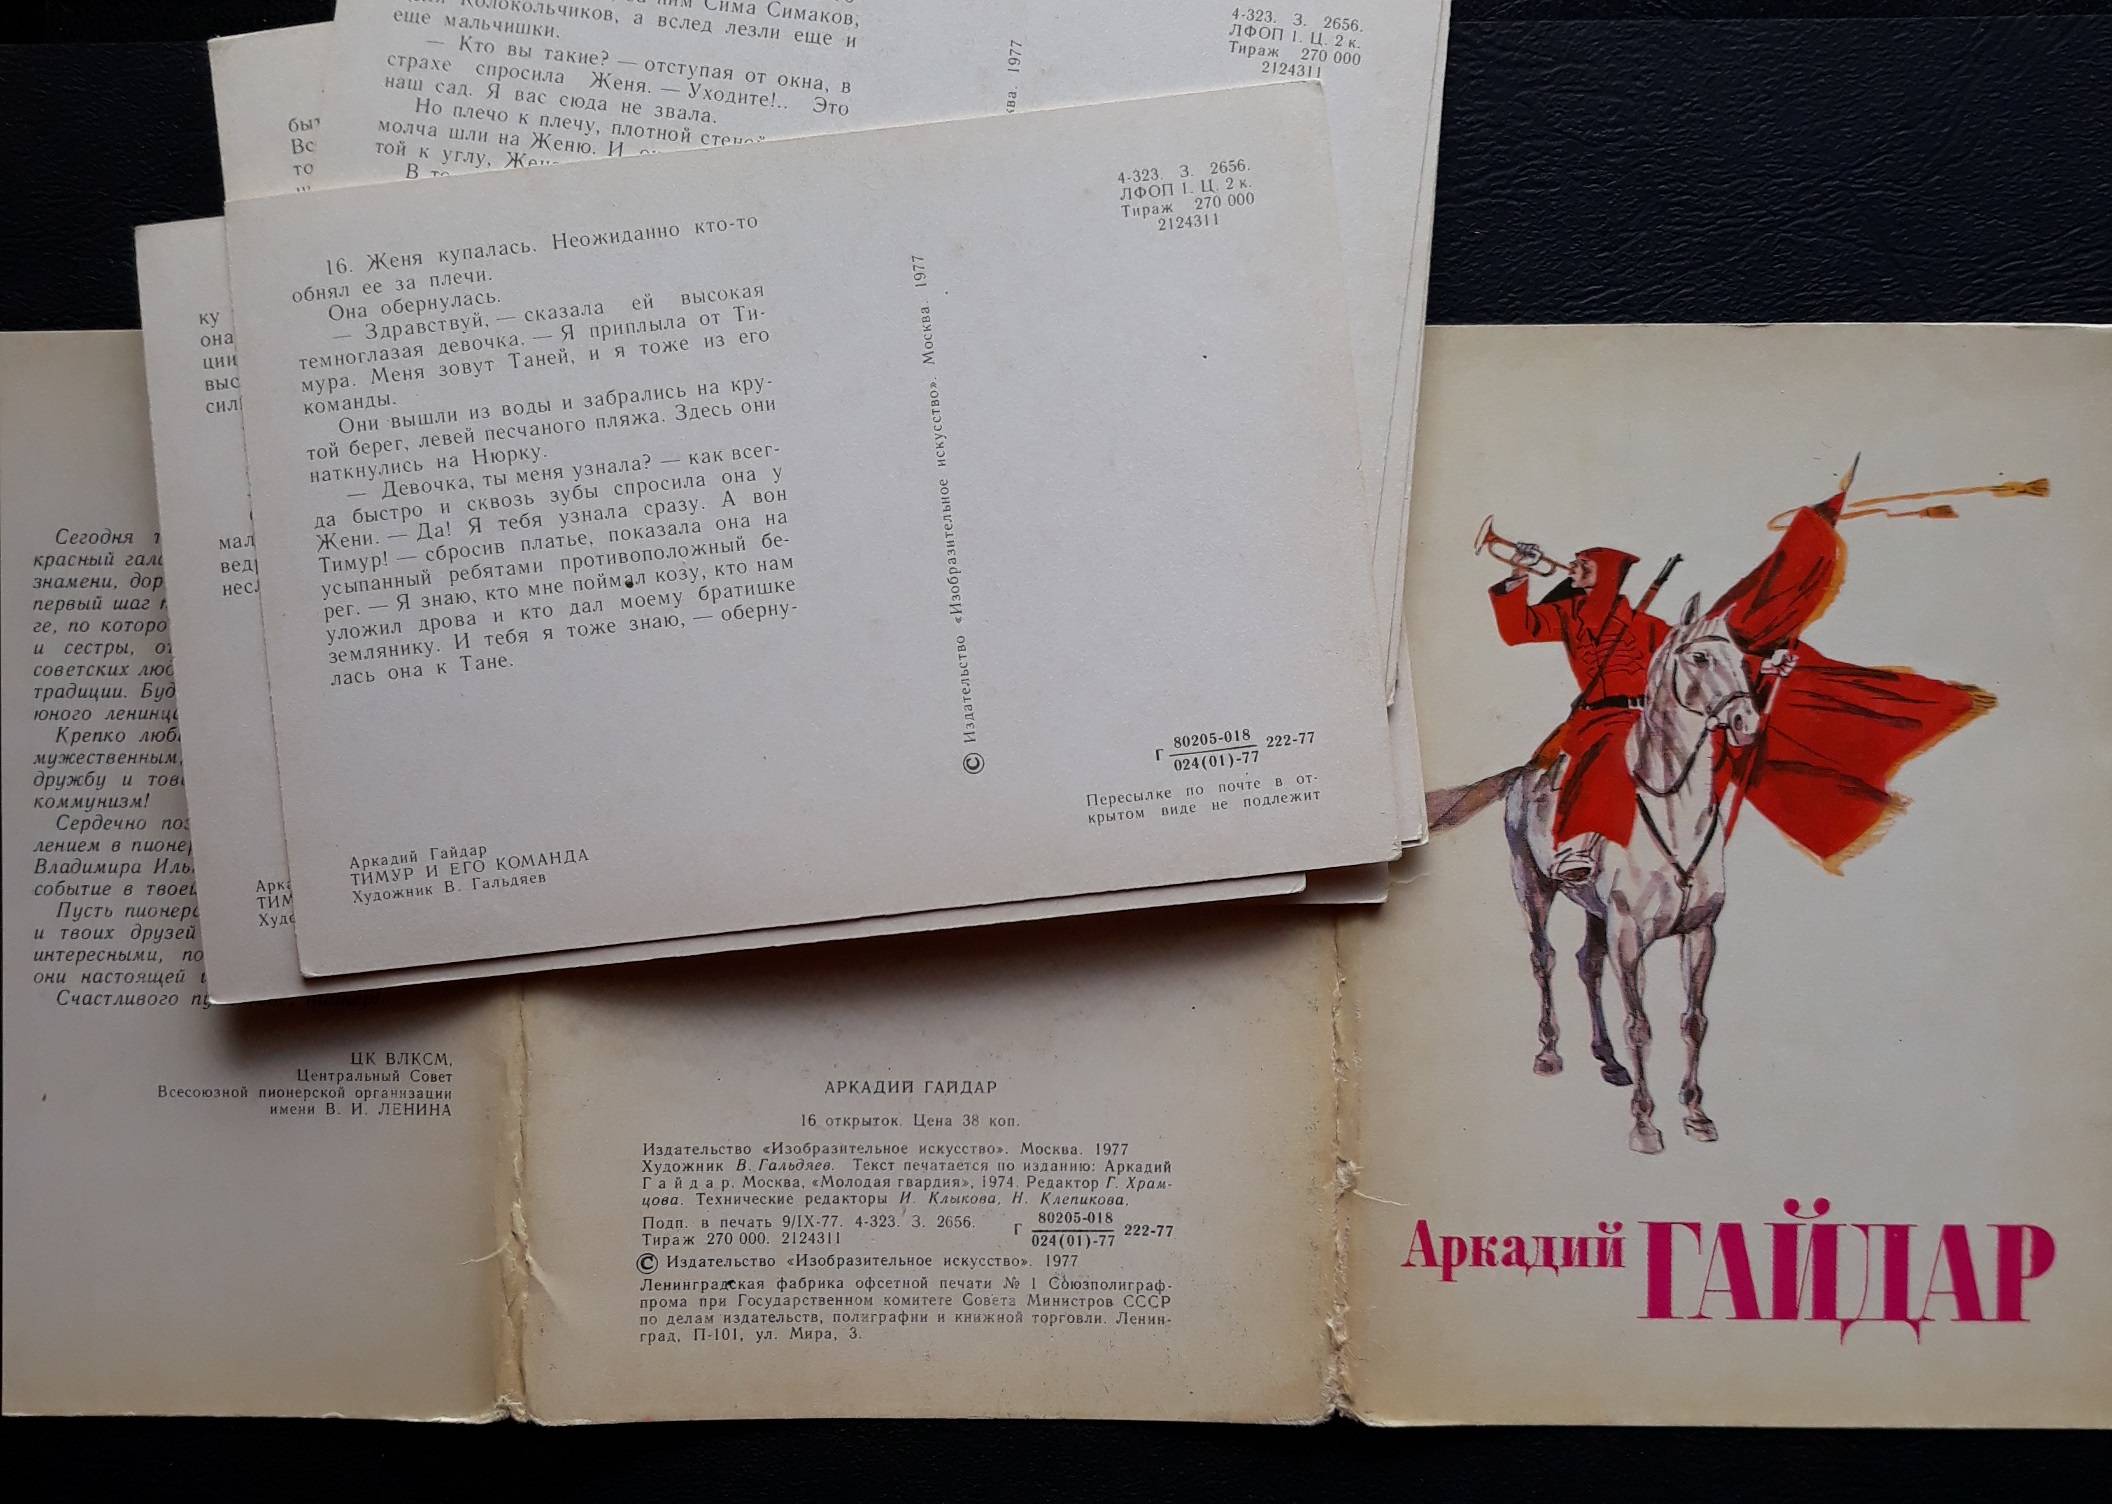 Колокольчиков, а вслед лезли еще и
еще мальчишки.
— Кто вы такие? — отступая от окна, в
страхе спросила Женя. — Уходите!.. Это
наш сад. Я вас сюда не звала.
Но плечо к плечу, плотной стеной
молча шли на Женю. И
той к углу,
4-323. З. 2656.
ЛФОП 1. Ц. 2 к.
Тираж 270 000
2124311
1977
16. Женя купалась. Неожиданно кто-то
обнял ее за плечи.
Она обернулась.
— Здравствуй, — сказала ей высокая
темноглазая девочка. — Я приплыла от Ти-
мура. Меня зовут Таней, и я тоже из его
команды.
Они вышли из воды и забрались на кру-
той берег, левей песчаного пляжа. Здесь они
наткнулись на Нюрку.
— Девочка, ты меня узнала? — как всег-
да быстро и сквозь зубы спросила она у
Жени. — Да! Я тебя узнала сразу. А вон
Тимур! — сбросив платье, показала она на
усыпанный ребятами противоположный бе-
рег. — Я знаю, кто мне поймал козу, кто нам
уложил дрова и кто дал моему братишке
землянику. И тебя я тоже знаю, — оберну-
лась она к Тане.
Аркадий Гайдар
ТИМУР И ЕГО КОМАНДА
Художник В. Гальдяев
© Издательство «Изобразительное искусство». Москва. 1977
4-323. З. 2656.
ЛФОП 1. Ц. 2 к.
Тираж 270 000
2124311
Г 80205-018 222-77
024(01)-77
Пересылке по почте в от-
крытом виде не подлежит
ку
она
Сегодня
красный
знамени,
первый шаг
ге, по
и сестры,
советских
традиции.
юного
Крепко
мужественным,
дружбу и
коммунизм!
Сердечно
лением в
Владимира
событие в твоей
Пусть
и твоих друзей
интересными,
они настоящей
Счастливого
ЦК ВЛКСМ,
Центральный Совет
Всесоюзной пионерской организации
имени В. И. ЛЕНИНА
АРКАДИЙ ГАЙДАР
16 открыток. Цена 38 коп.
Издательство «Изобразительное искусство». Москва. 1977
Художник В. Гальдяев. Текст печатается по изданию: Аркадий
Гайдар. Москва, «Молодая гвардия», 1974. Редактор Г. Храм-
цова. Технические редакторы И. Клыкова, Н. Клепикова.
Подп. в печать 9/IX-77. 4-323. З. 2656.
Тираж 270 000. 2124311
Г 80205-018 222-77
024(01)-77
© Издательство «Изобразительное искусство». 1977
Ленинградская фабрика офсетной печати № 1 Союзполиграф-
прома при Государственном комитете Совета Министров СССР
по делам издательств, полиграфии и книжной торговли. Ленин-
град, П-101, ул. Мира, 3.
Аркадий ГАЙДАР